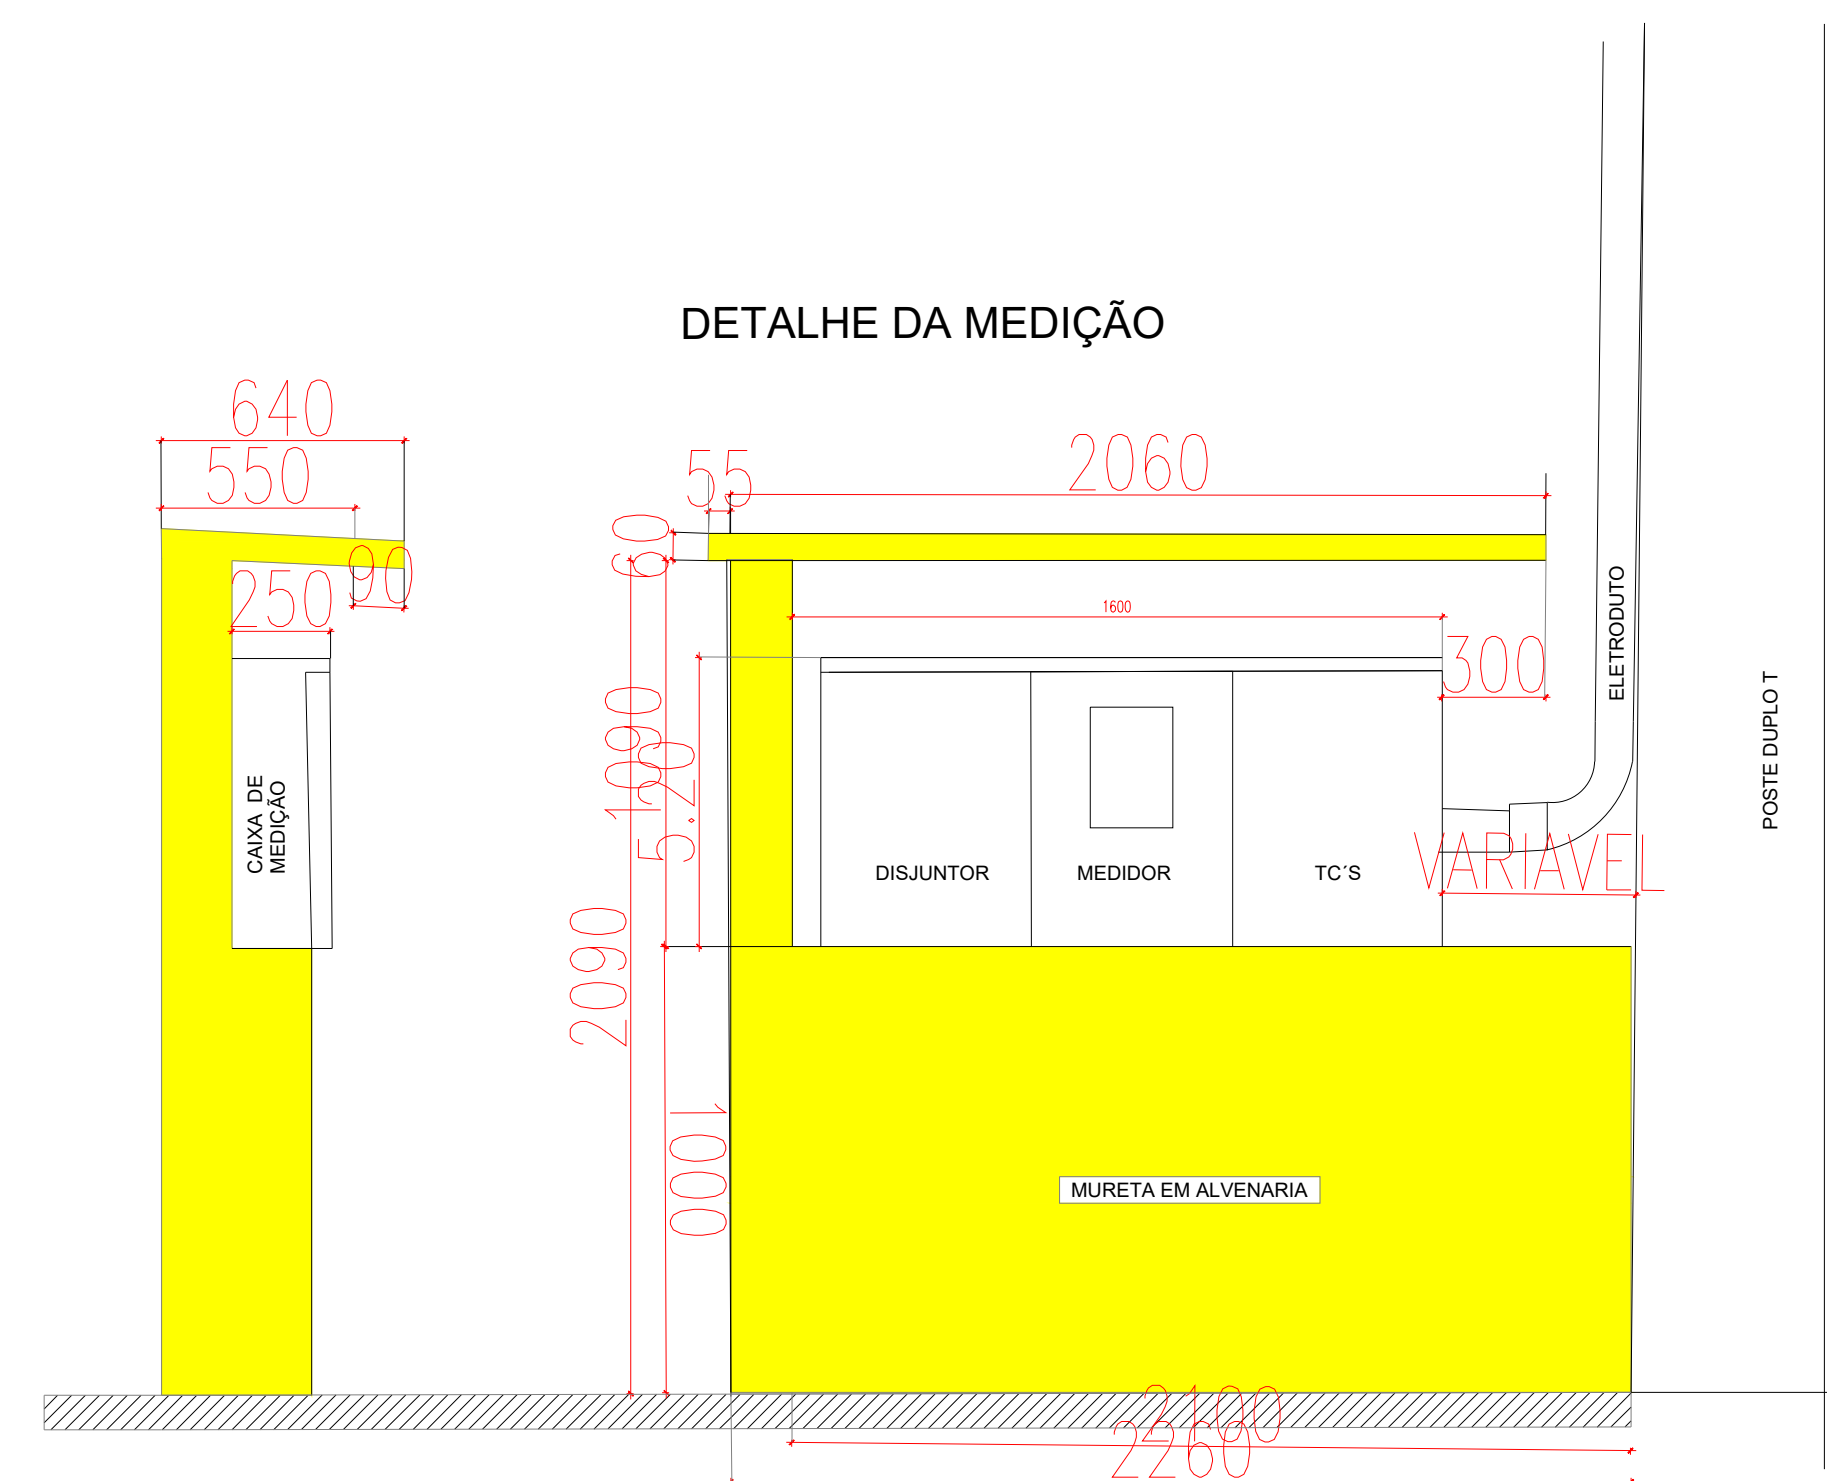 DETALHE DA MEDIÇÃO
640
550
90
250
CAIXA DE
MEDIÇÃO
55
2060
60
1600
300
1090
5.20
2090
1000
DISJUNTOR
MEDIDOR
TC´S
VARIAVEL
ELETRODUTO
POSTE DUPLO T
MURETA EM ALVENARIA
2100
2260